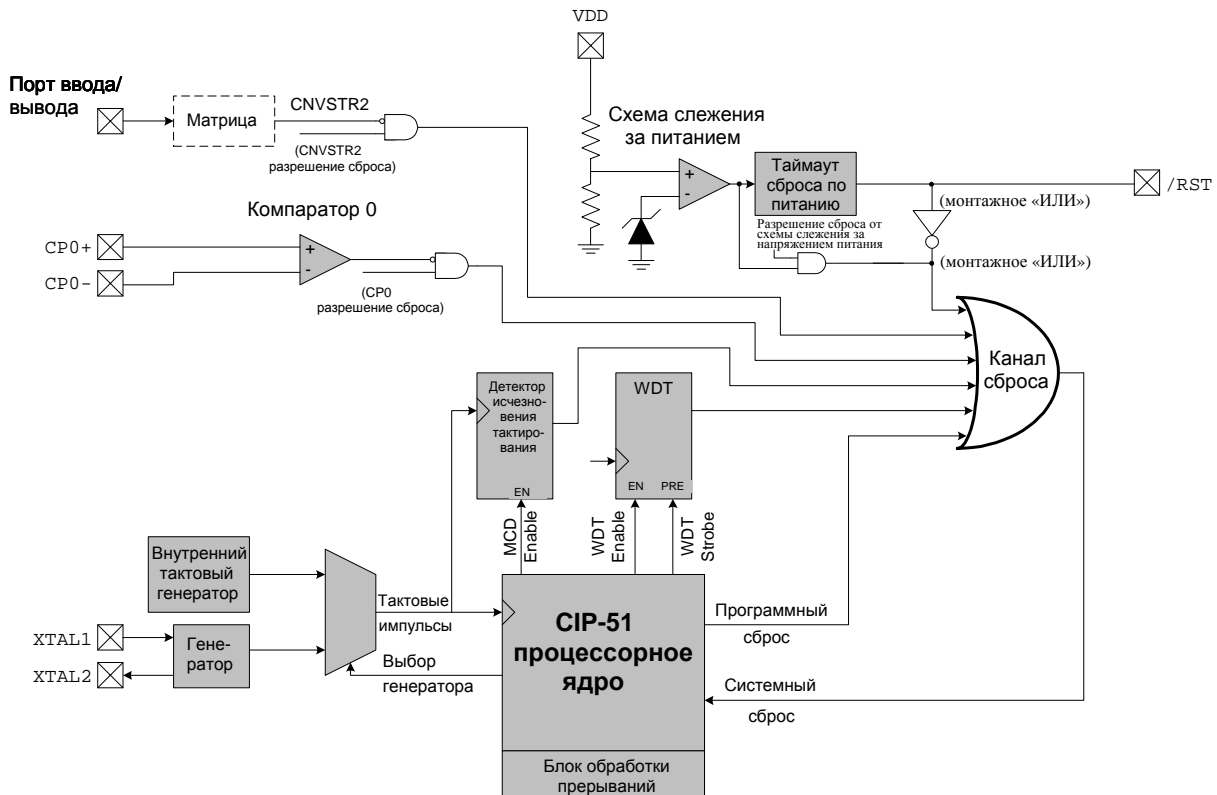 VDD
Порт ввода/
вывода
Матрица
CNVSTR2
(CNVSTR2
разрешение сброса)
Схема слежения
за питанием
+
-
Таймаут
сброса по
питанию
/RST
(монтажное «ИЛИ»)
Разрешение сброса от
схемы слежения за
напряжением питания
(монтажное «ИЛИ»)
Компаратор 0
CP0+
CP0-
+
-
(CP0
разрешение сброса)
Канал
сброса
Детектор
исчезно-
вения
тактиро-
вания
EN
WDT
EN PRE
MCD
Enable
WDT
Enable
WDT
Strobe
Внутренний
тактовый
генератор
XTAL1
XTAL2
Гене-
ратор
Тактовые
импульсы
Выбор
генератора
CIP-51
процессорное
ядро
Программный
сброс
Системный
сброс
Блок обработки
прерываний